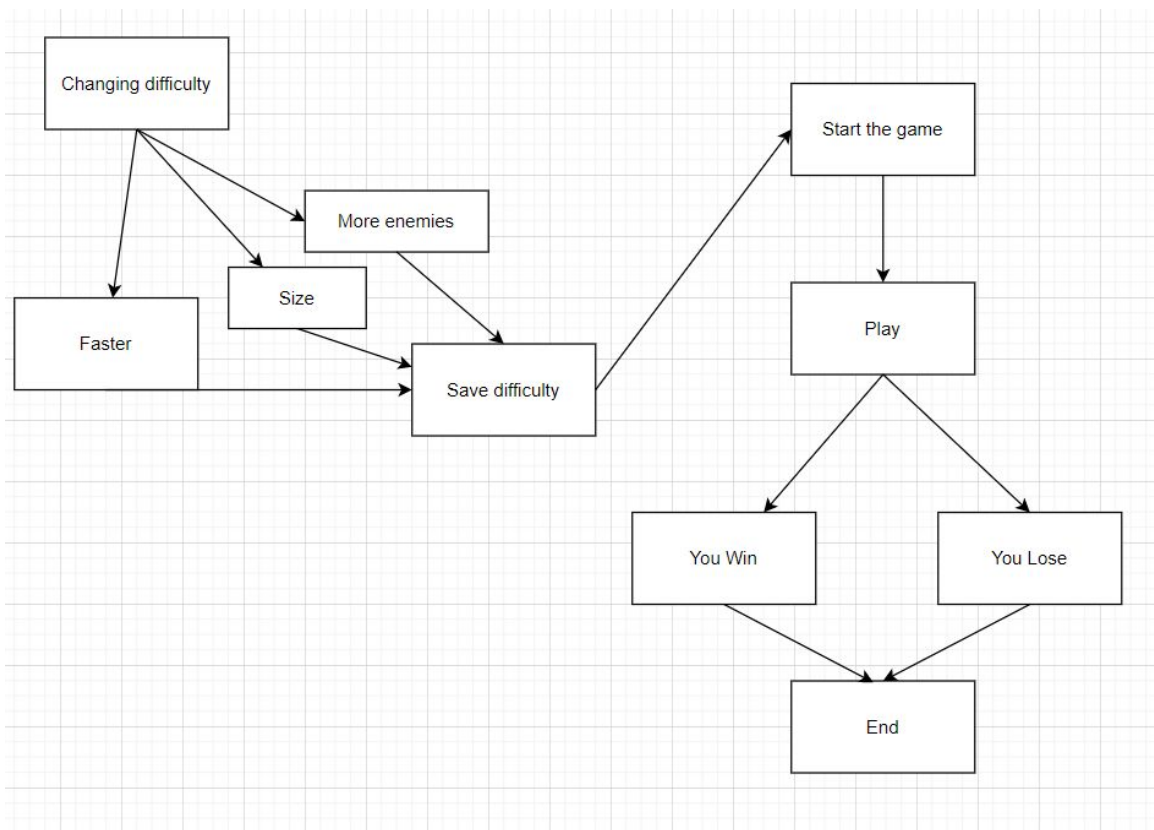 Changing difficulty
More enemies
Size
Faster
Save difficulty
Start the game
Play
You Win
You Lose
End